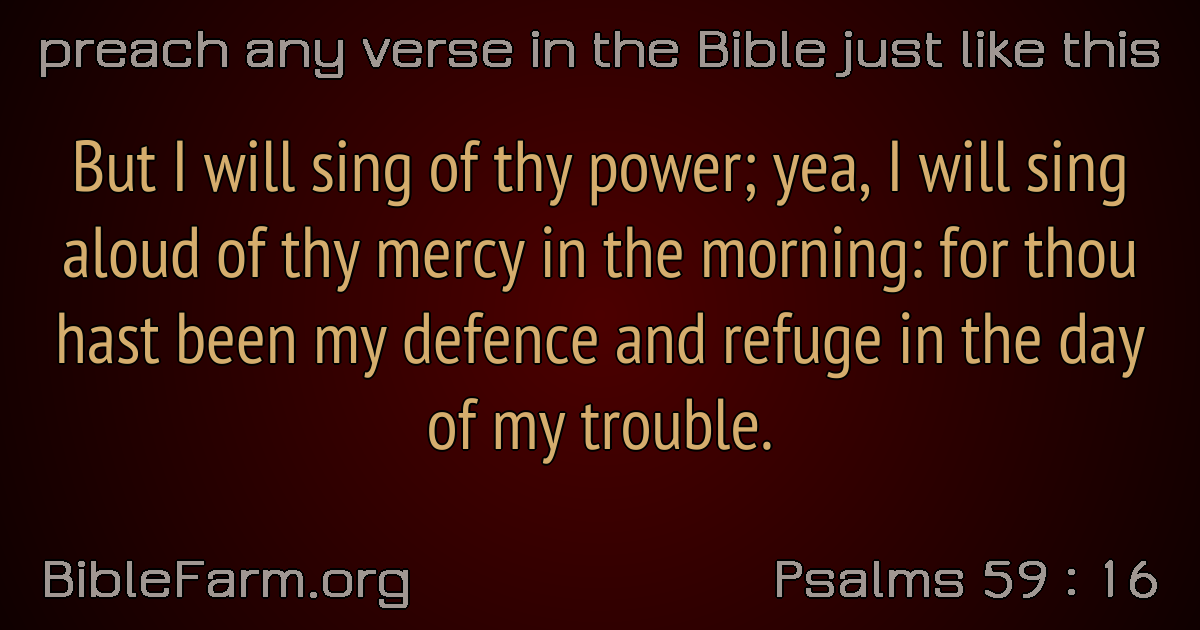 preach any verse in the Bible just like this
But I will sing of thy power; yea, I will sing
aloud of thy mercy in the morning: for thou
hast been my defence and refuge in the day
of my trouble.
BibleFarm.org
Psalms 59 : 16